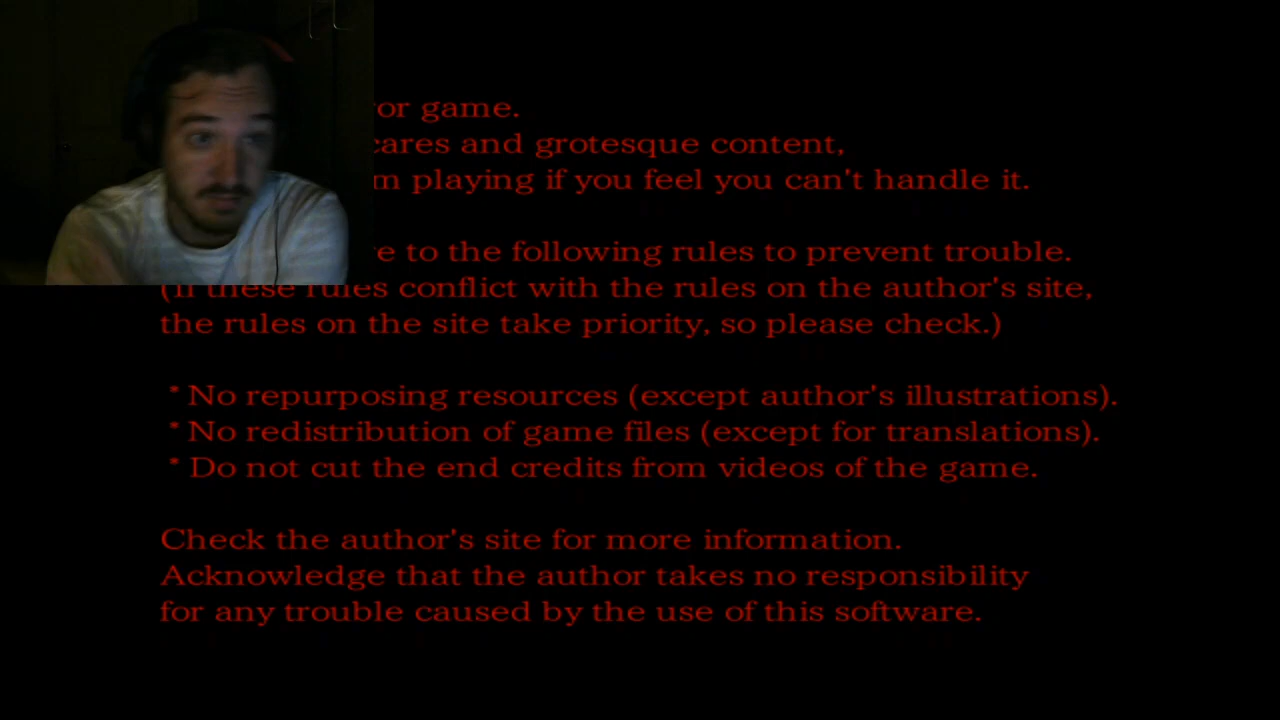 game.
and grotesque content,
playing if you feel you can't handle it.
to the following rules to prevent trouble.
(If these rules conflict with the rules on the author's site,
the rules on the site take priority, so please check.)
* No repurposing resources (except author's illustrations).
* No redistribution of game files (except for translations).
* Do not cut the end credits from videos of the game.
Check the author's site for more information.
Acknowledge that the author takes no responsibility
for any trouble caused by the use of this software.